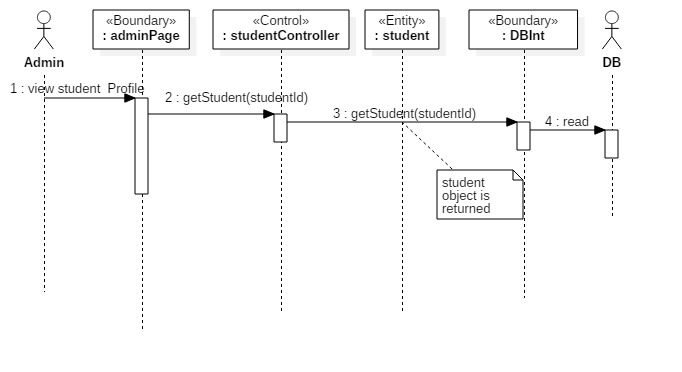 «Boundary»
: adminPage
«Control»
: studentController
«Entity»
: student
«Boundary»
: DBInt
Admin
DB
1 : view student  Profile
2 : getStudent(studentId)
3 : getStudent(studentId)
4 : read
student
object is
returned